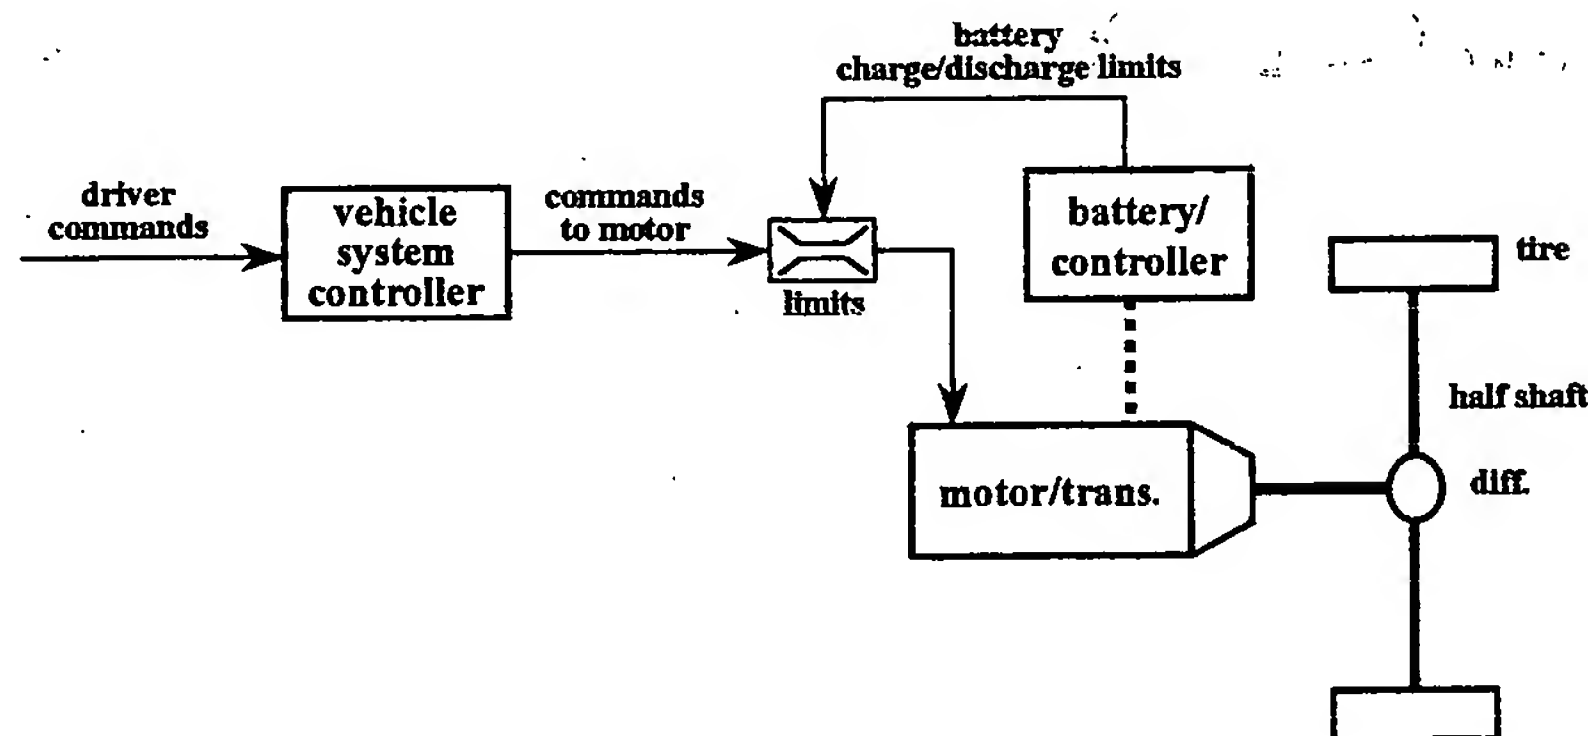 battery
charge/discharge limits
driver
commands
vehicle
system
controller
commands
to motor
limits
battery/
controller
tire
half shaft
motor/trans.
diff.